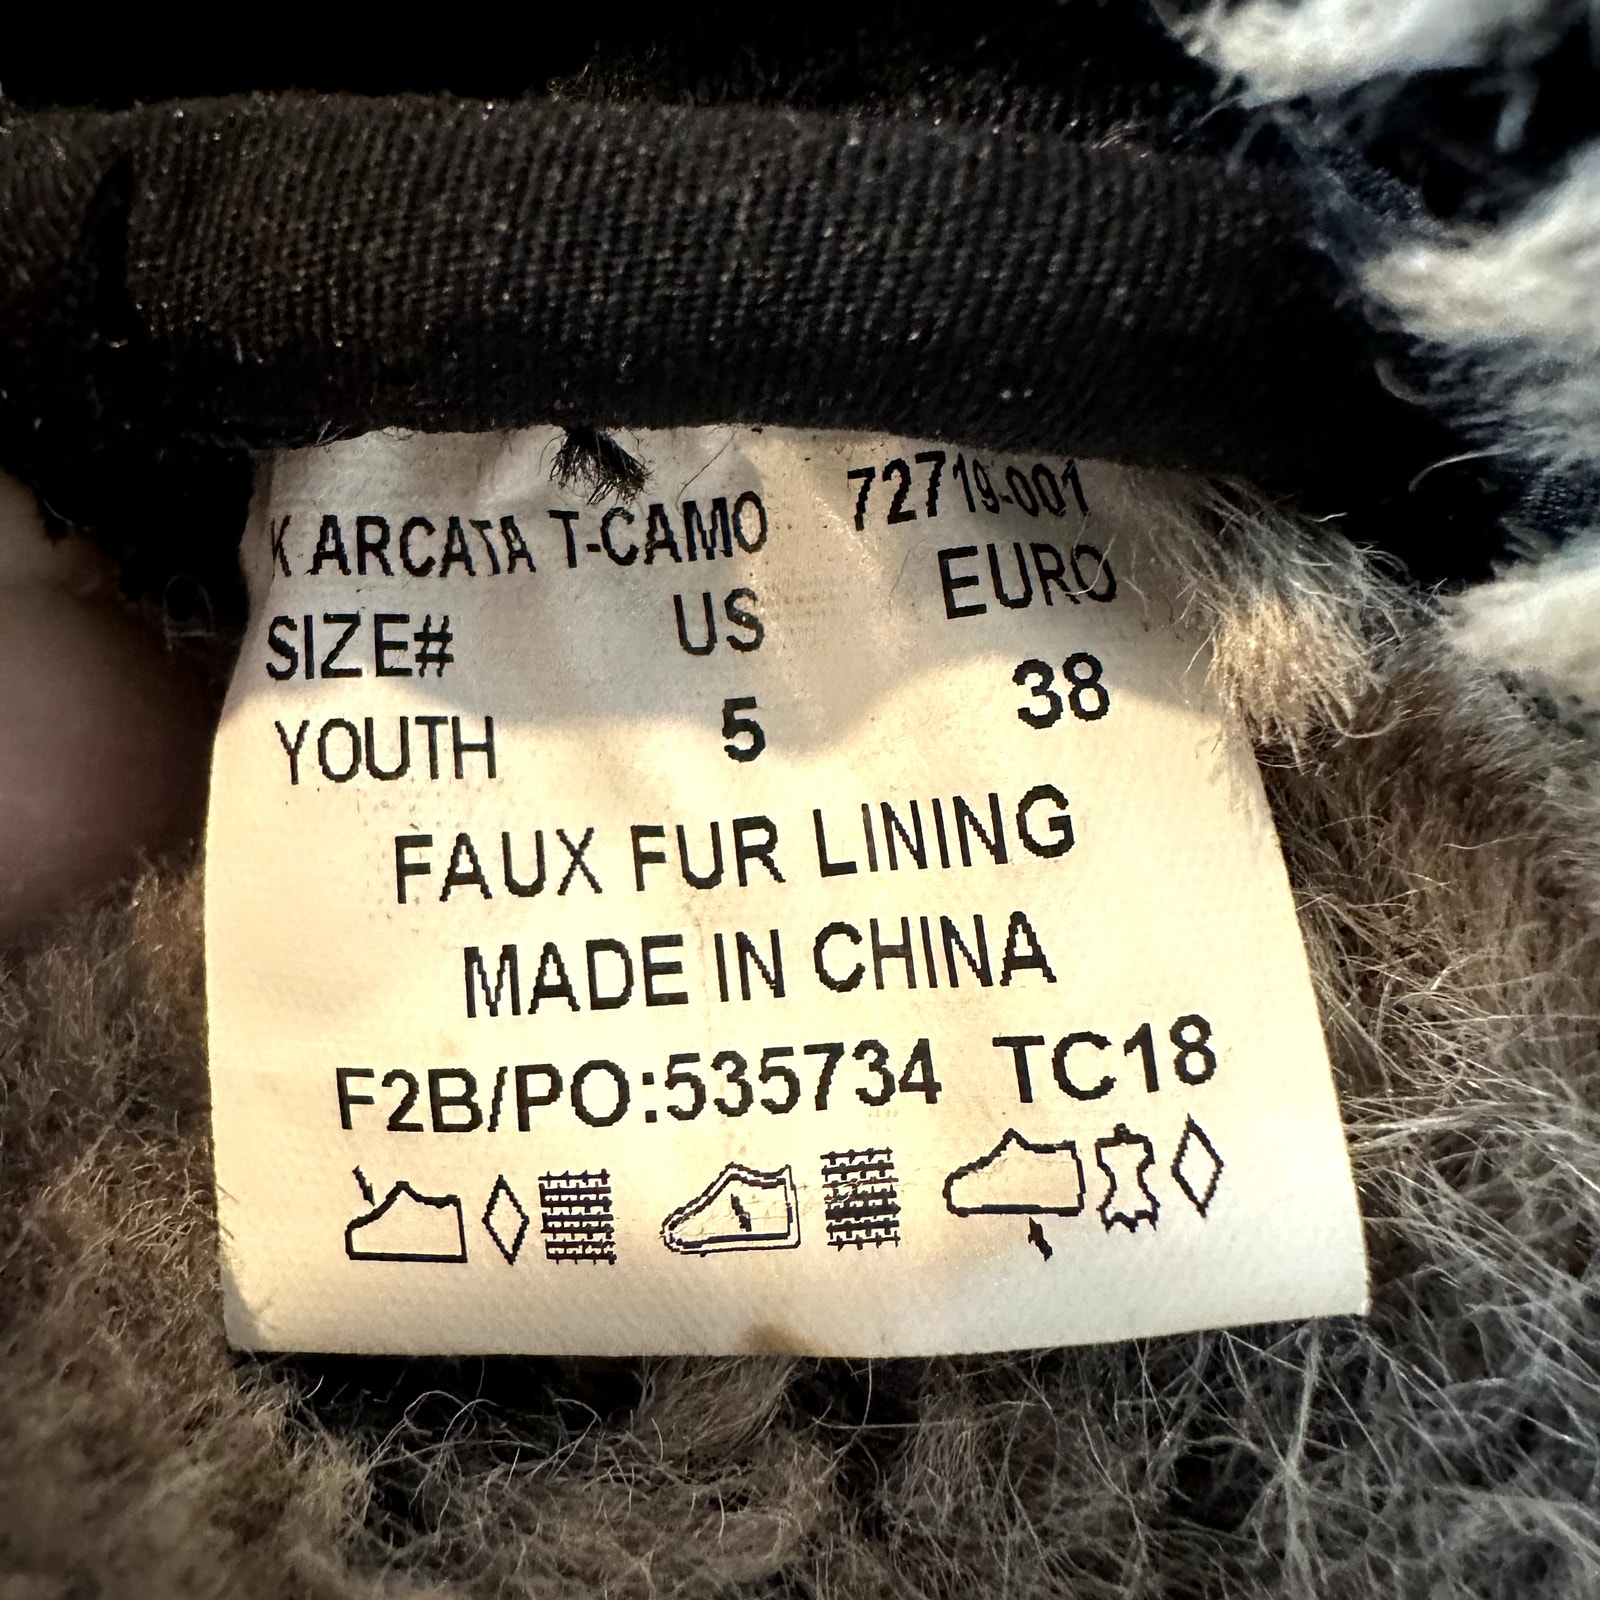 K ARCATA T-CAMO 72719-001
SIZE# US EURO
YOUTH 5 38
FAUX FUR LINING
MADE IN CHINA
F2B/PO:535734 TC18